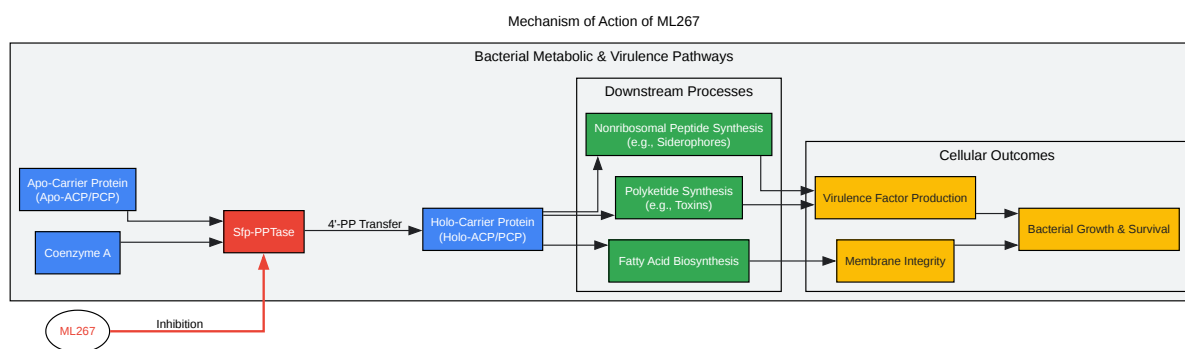 Mechanism of Action of ML267
Bacterial Metabolic & Virulence Pathways
Downstream Processes
Nonribosomal Peptide Synthesis
(e.g., Siderophores)
Cellular Outcomes
Apo-Carrier Protein
(Apo-ACP/PCP)
Polyketide Synthesis
(e.g., Toxins)
Virulence Factor Production
4'-PP Transfer
Sfp-PPTase
Holo-Carrier Protein
(Holo-ACP/PCP)
Bacterial Growth & Survival
Coenzyme A
Fatty Acid Biosynthesis
Membrane Integrity
Inhibition
ML267